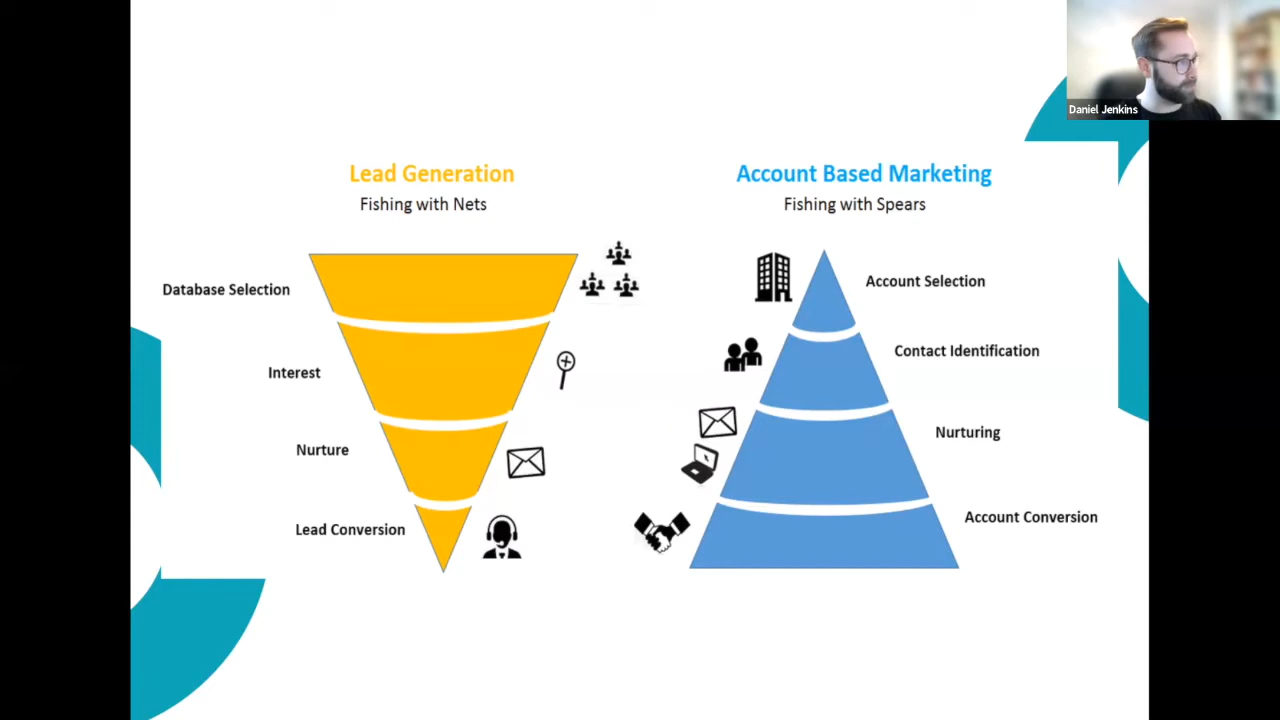 Daniel Jenkins
Lead Generation
Fishing with Nets
Database Selection
Interest
Nurture
Lead Conversion
Account Based Marketing
Fishing with Spears
Account Selection
Contact Identification
Nurturing
Account Conversion